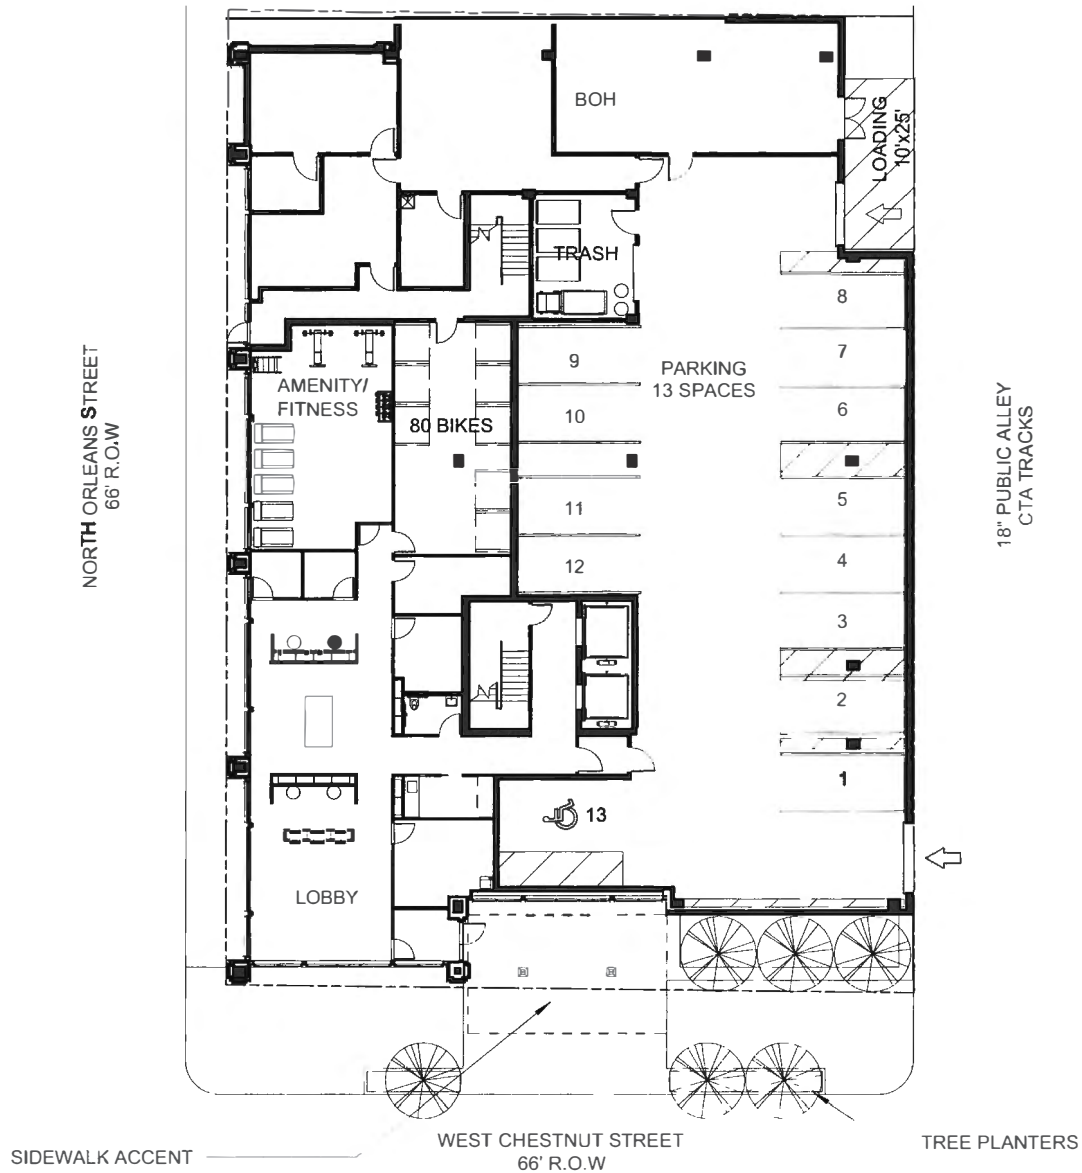 BOH
LOADING
10'x25'
TRASH
8
7
6
5
4
3
2
1
9
10
11
12
13
PARKING
13 SPACES
AMENITY/
FITNESS
80 BIKES
LOBBY
NORTH ORLEANS STREET
66' R.O.W
18" PUBLIC ALLEY
CTA TRACKS
WEST CHESTNUT STREET
66' R.O.W
SIDEWALK ACCENT
TREE PLANTERS